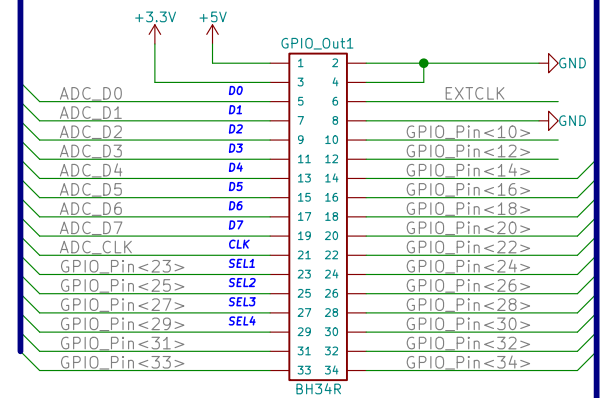 +3.3V +5V
GPIO_Out1
1 2 GND
3 4
ADC_D0 D0 5 6 EXTCLK
ADC_D1 D1 7 8 GND
ADC_D2 D2 9 10 GPIO_Pin<10>
ADC_D3 D3 11 12 GPIO_Pin<12>
ADC_D4 D4 13 14 GPIO_Pin<14>
ADC_D5 D5 15 16 GPIO_Pin<16>
ADC_D6 D6 17 18 GPIO_Pin<18>
ADC_D7 D7 19 20 GPIO_Pin<20>
ADC_CLK CLK 21 22 GPIO_Pin<22>
GPIO_Pin<23> SEL1 23 24 GPIO_Pin<24>
GPIO_Pin<25> SEL2 25 26 GPIO_Pin<26>
GPIO_Pin<27> SEL3 27 28 GPIO_Pin<28>
GPIO_Pin<29> SEL4 29 30 GPIO_Pin<30>
GPIO_Pin<31> 31 32 GPIO_Pin<32>
GPIO_Pin<33> 33 34 GPIO_Pin<34>
BH34R